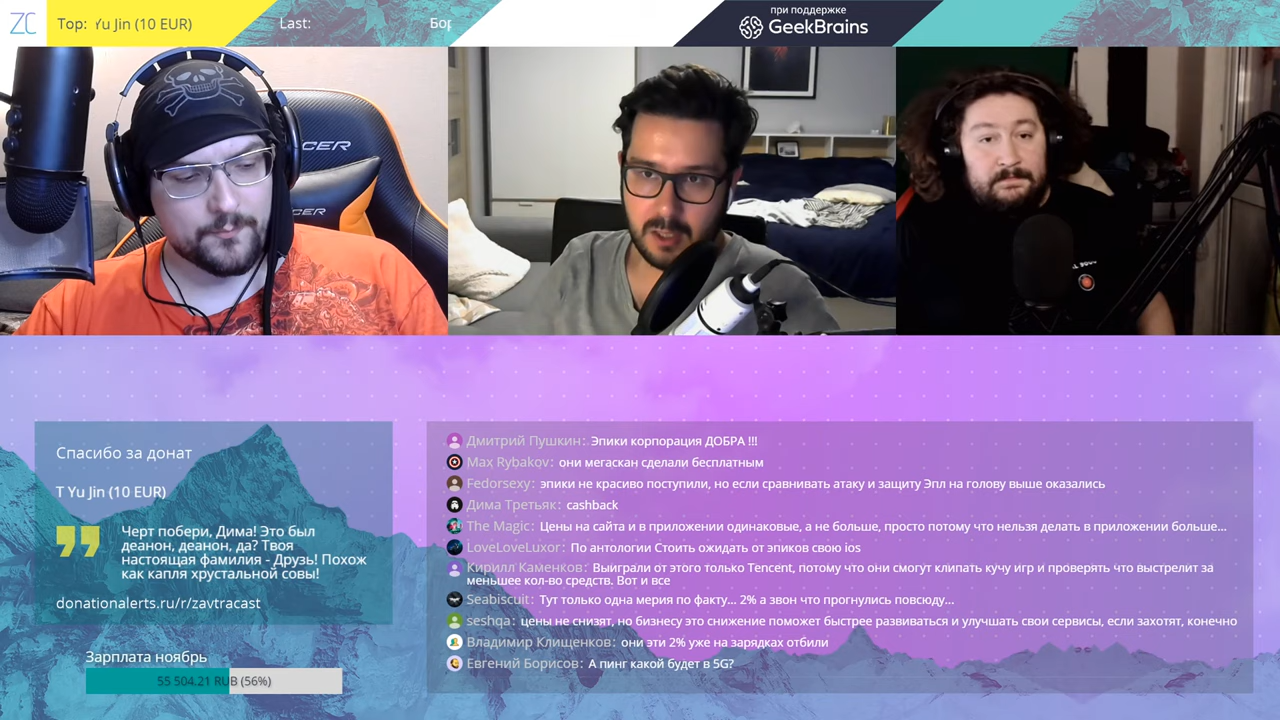 ZC
Top: Yu Jin (10 EUR)
Last:
Бор
при поддержке
GeekBrains
CER
CER
Спасибо за донат
T Yu Jin (10 EUR)
Черт побери, Дима! Это был
деанон, деанон, да? Твоя
настоящая фамилия - Друзь! Похож
как капля хрустальной совы!
donationalerts.ru/r/zavtracast
Зарплата ноябрь
55 504.21 RUB (56%)
Дмитрий Пушкин: Эпики корпорация ДОБРА !!!
Max Rybakov: они мегаскан сделали бесплатным
Fedorsexy: эпики не красиво поступили, но если сравнивать атаку и защиту Эпл на голову выше оказались
Дима Третьяк: cashback
The Magic: Цены на сайта и в приложении одинаковые, а не больше, просто потому что нельзя делать в приложении больше...
LoveLoveLuxor: По антологии Стоить ожидать от эпиков свою ios
Кирилл Каменков: Выиграли от этого только Tencent, потому что они смогут клипать кучу игр и проверять что выстрелит за
меньшее кол-во средств. Вот и все
Seabiscuit: Тут только одна мерия по факту... 2% а звон что прогнулись повсюду...
seshqa: цены не снизят, но бизнесу это снижение поможет быстрее развиваться и улучшать свои сервисы, если захотят, конечно
Владимир Клищенков: они эти 2% уже на зарядках отбили
Евгений Борисов: А пинг какой будет в 5G?